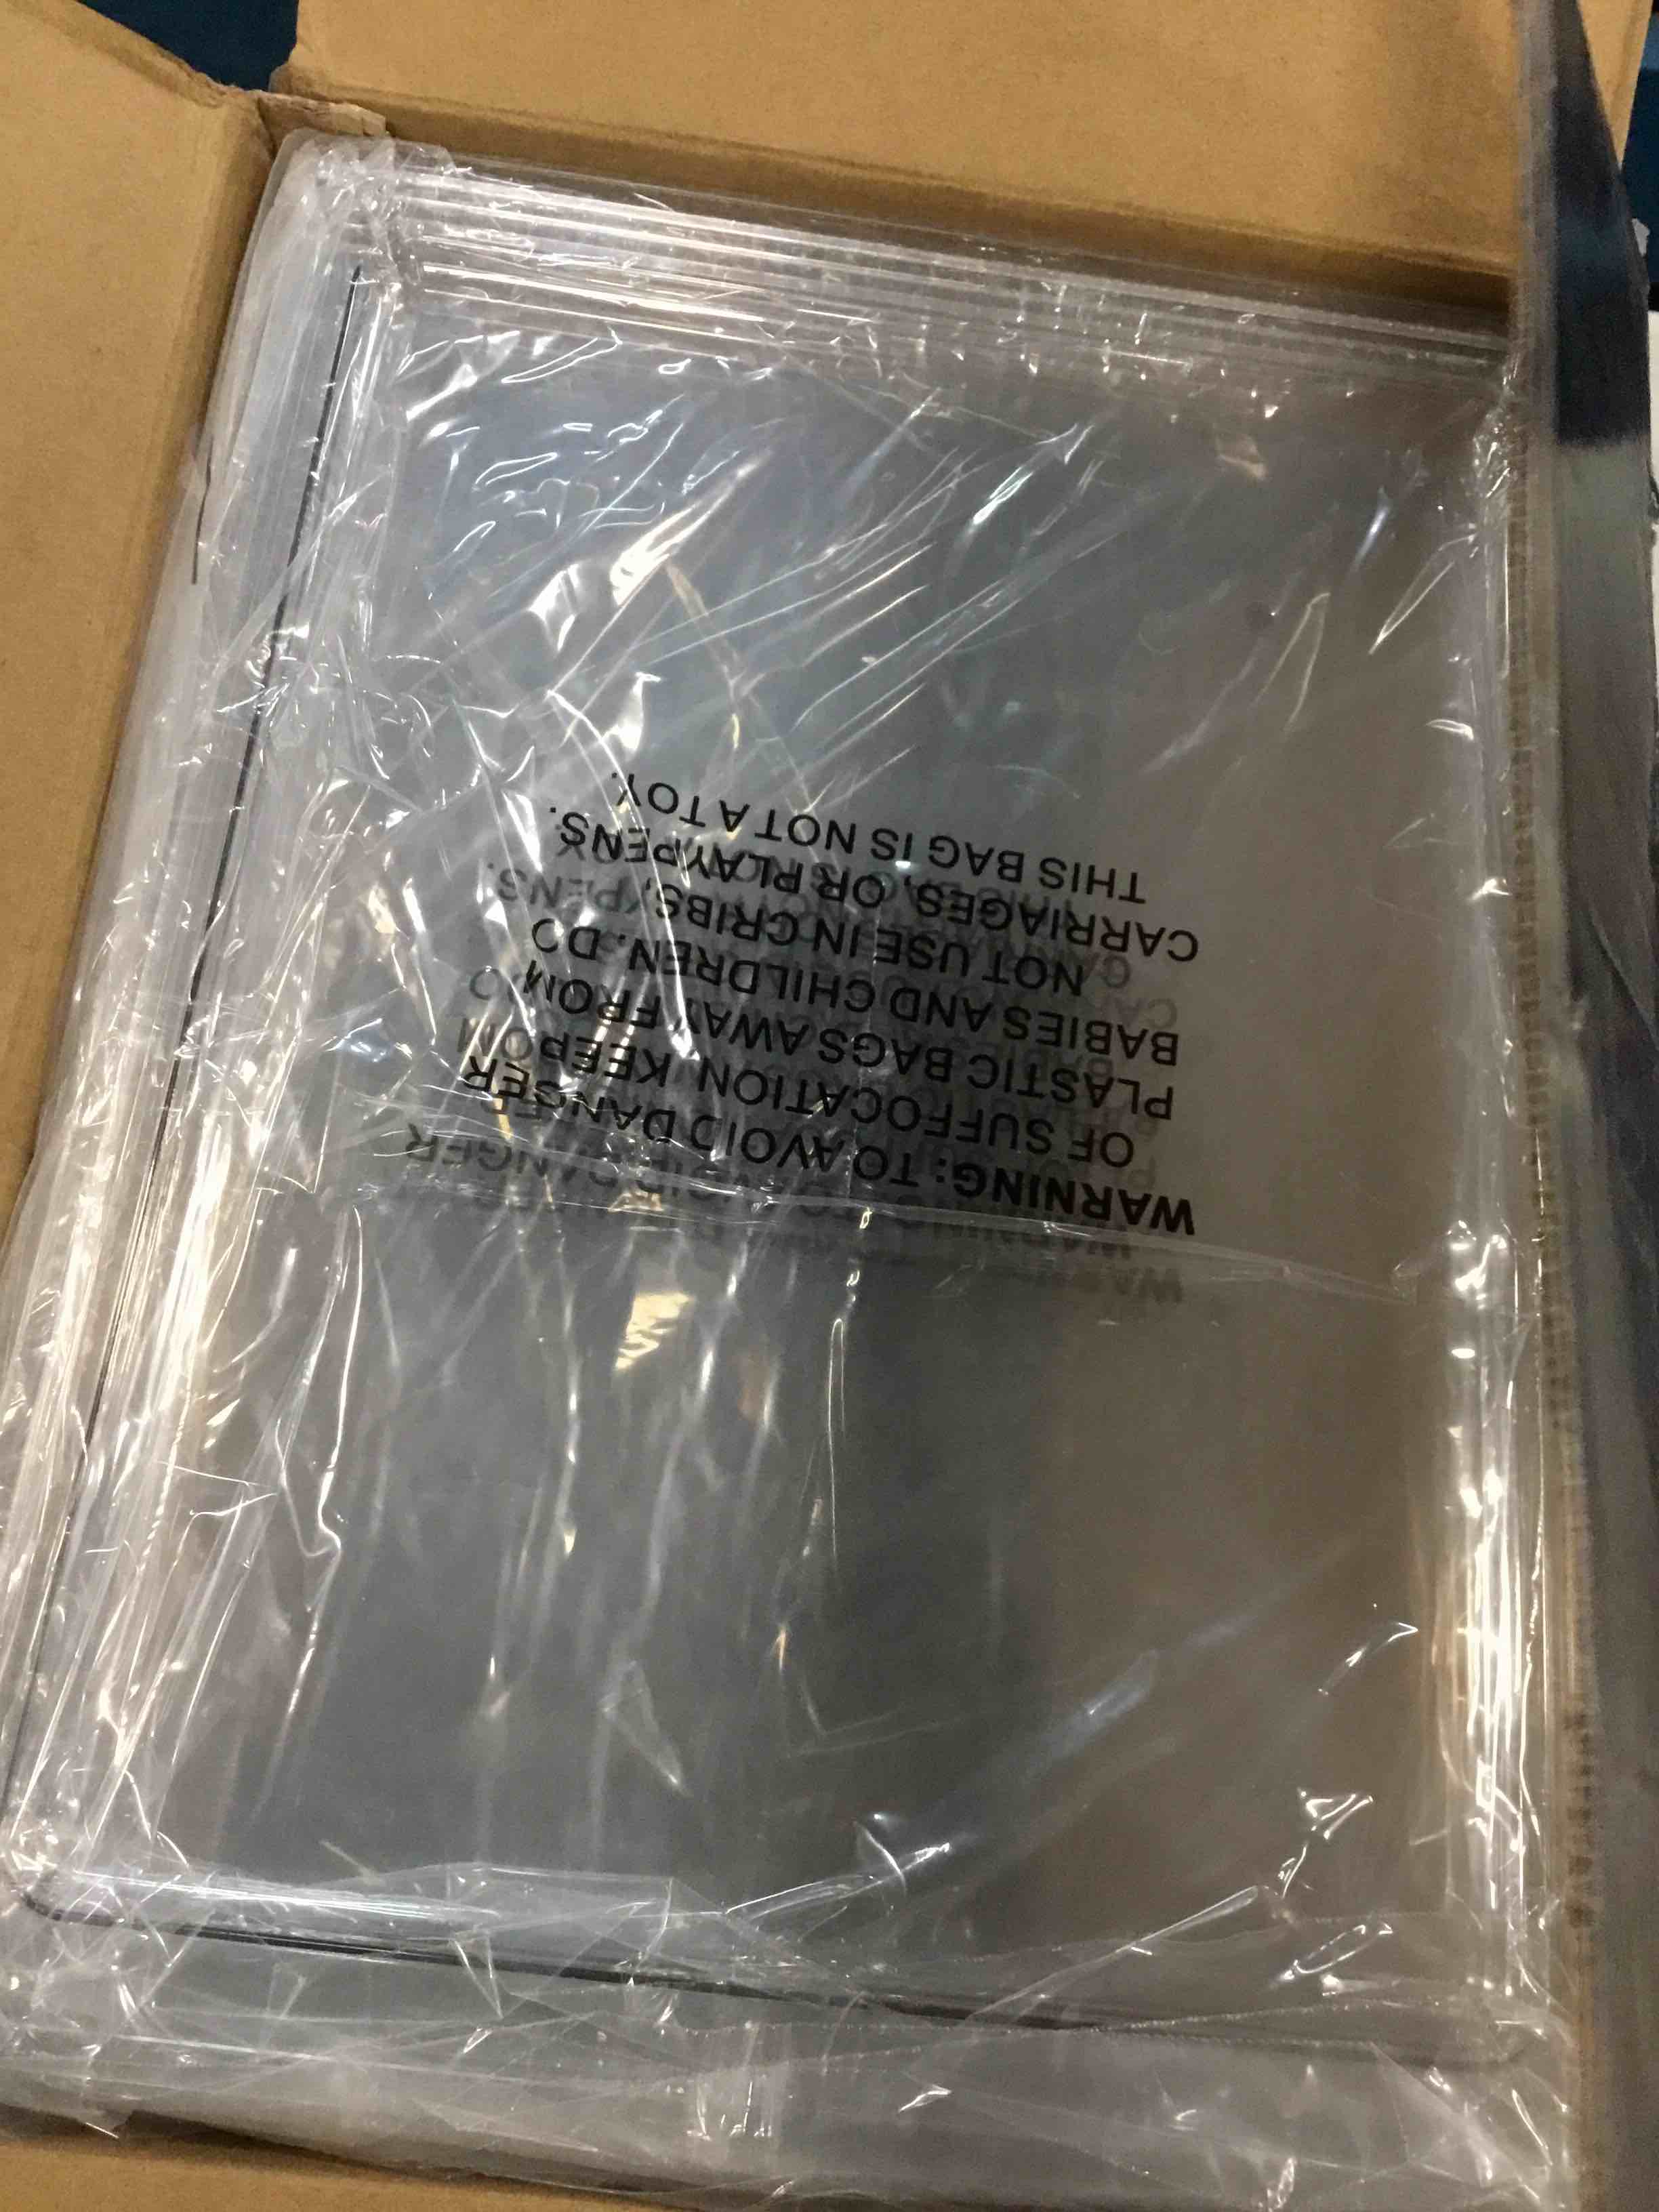 WARNING: TO AVOID DANGER
OF SUFFOCATION KEEP
PLASTIC BAGS AWAY FROM
BABIES AND CHILDREN. DO
NOT USE IN CRIBS,
CARRIAGES, OR PLAYPENS.
THIS BAG IS NOT A TOY.